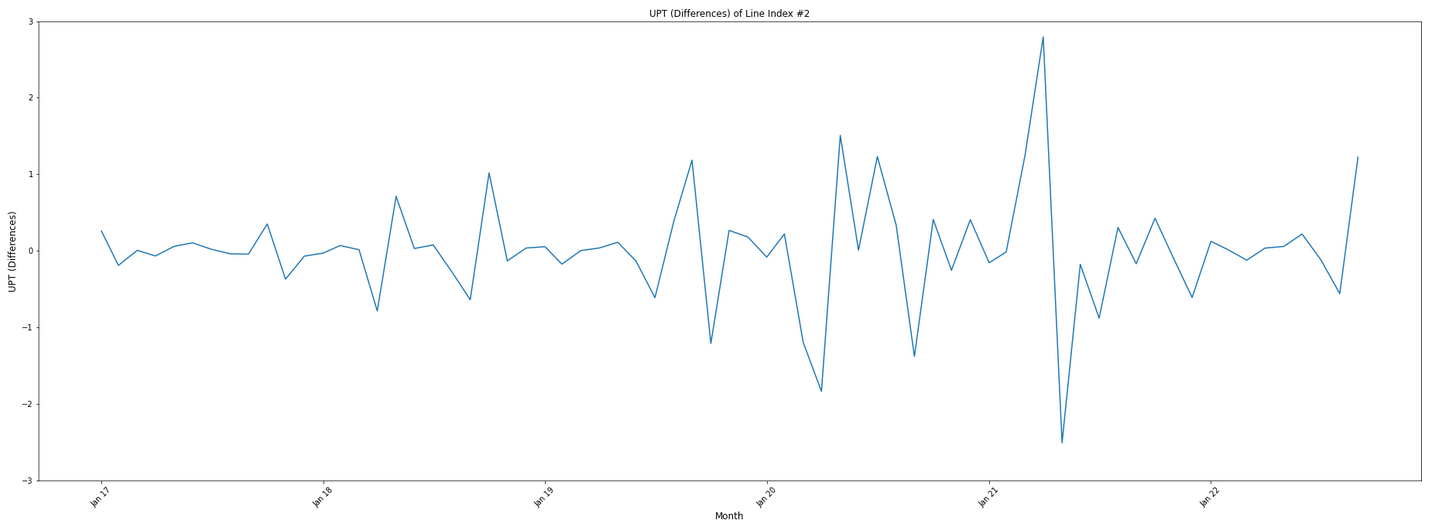 UPT (Differences) of Line Index #2
UPT (Differences)
3
2
1
0
−1
−2
−3
Jan 17
Jan 18
Jan 19
Jan 20
Jan 21
Jan 22
Month